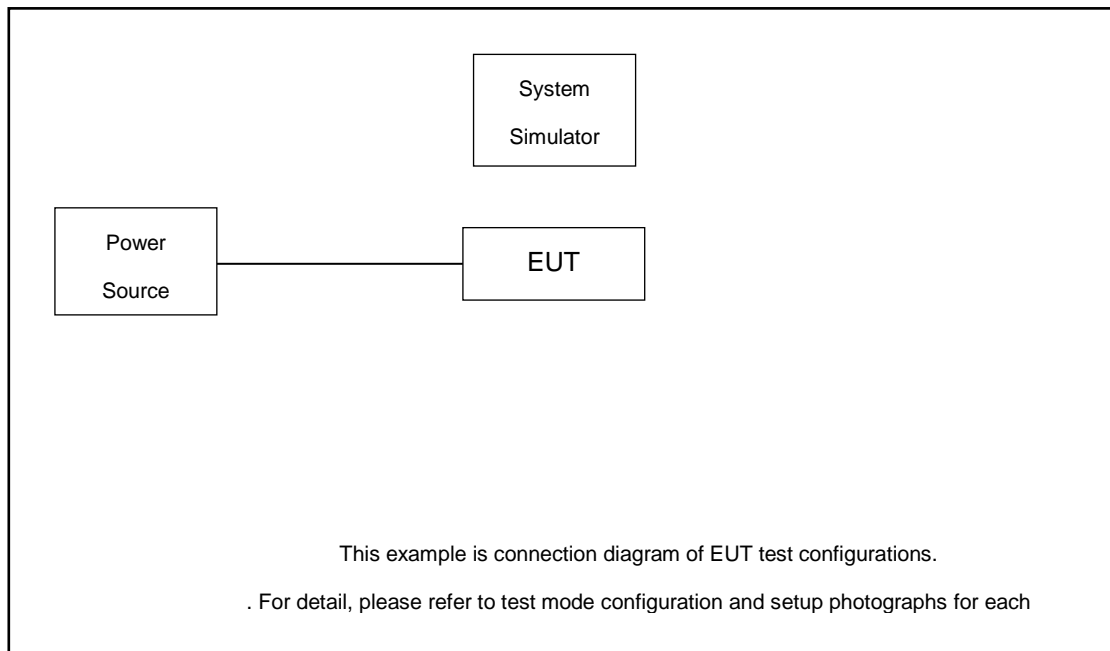 System
Simulator
Power
Source
EUT
This example is connection diagram of EUT test configurations.
. For detail, please refer to test mode configuration and setup photographs for each